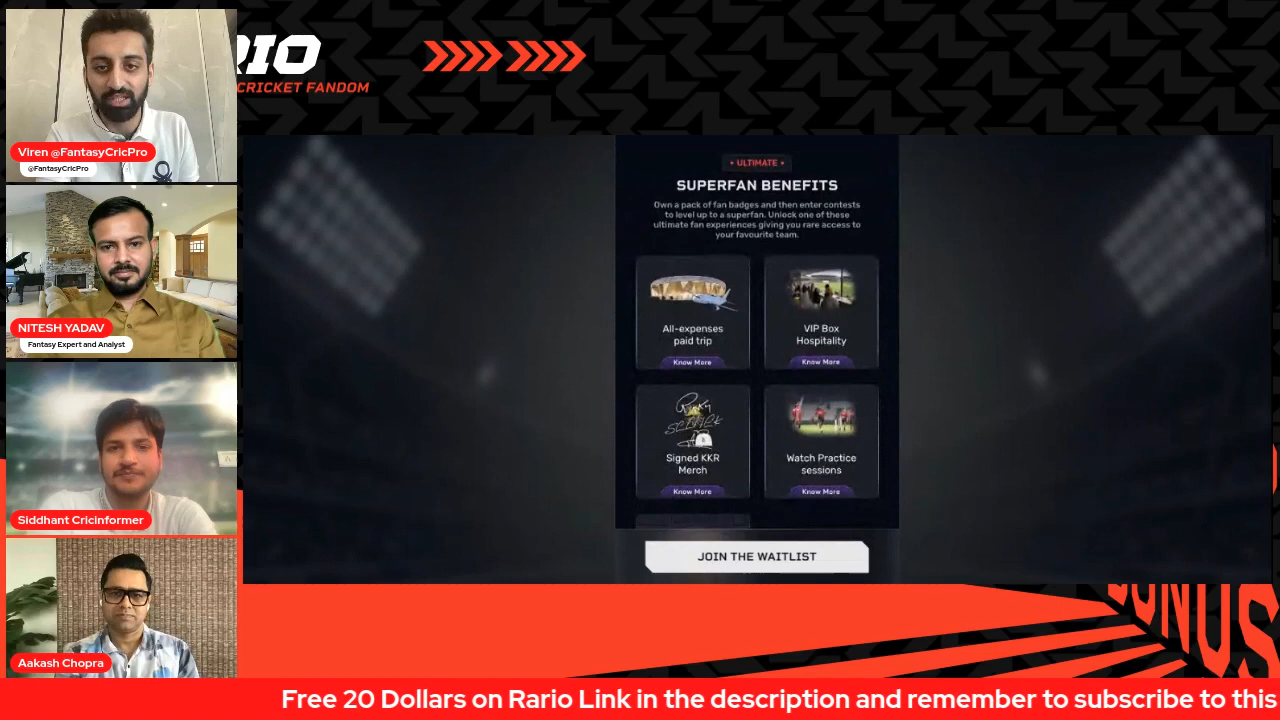 RIO
CRICKET FANDOM
Viren @FantasyCricPro
@FantasyCricPro
NITESH YADAV
Fantasy Expert and Analyst
Siddhant Cricinformer
Aakash Chopra
• ULTIMATE •
SUPERFAN BENEFITS
Own a pack of fan badges and then enter contests
to level up to a superfan. Unlock one of these
ultimate fan experiences giving you rare access to
your favourite team.
All-expenses
paid trip
Know More
VIP Box
Hospitality
Know More
Signed KKR
Merch
Know More
Watch Practice
sessions
Know More
JOIN THE WAITLIST
BONUS
Free 20 Dollars on Rario Link in the description and remember to subscribe to this